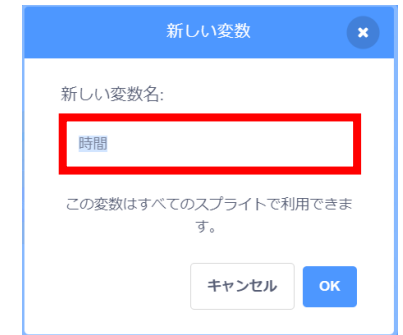 新しい変数
新しい変数名:
時間
この変数はすべてのスプライトで利用できま
す。
キャンセル
OK